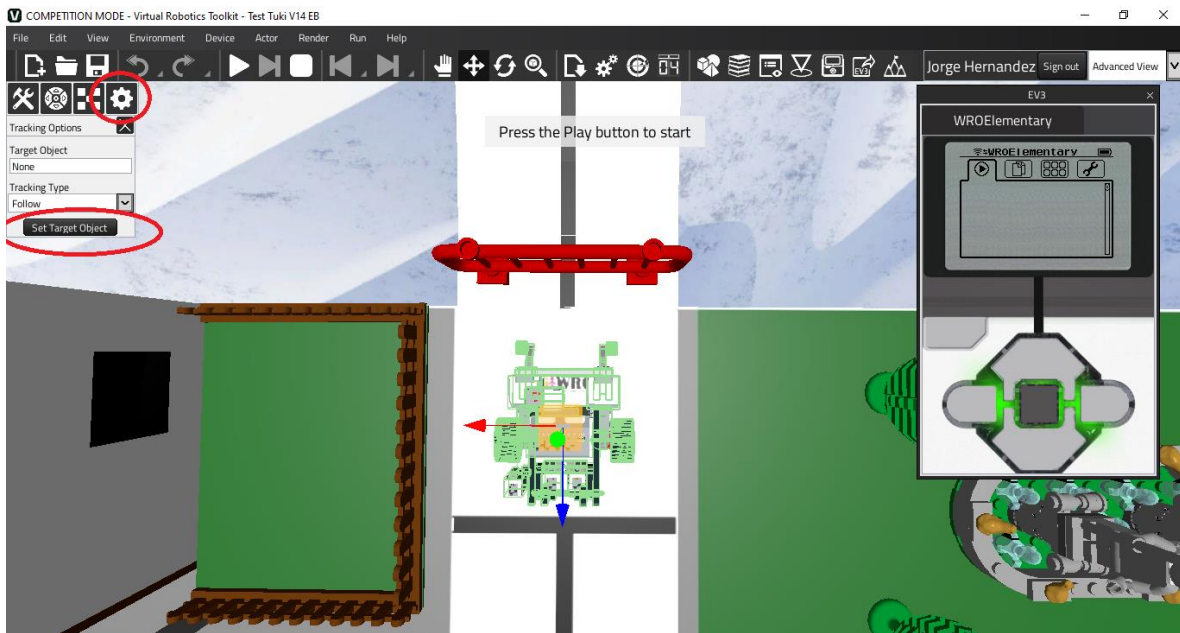 COMPETITION MODE - Virtual Robotics Toolkit - Test Tuki V14 EB
File Edit View Environment Device Actor Render Run Help
EV3
Jorge Hernandez Sign out Advanced View
Tracking Options
Target Object
None
Tracking Type
Follow
Set Target Object
Press the Play button to start
EV3
WROElementary
WROElementary
WRO